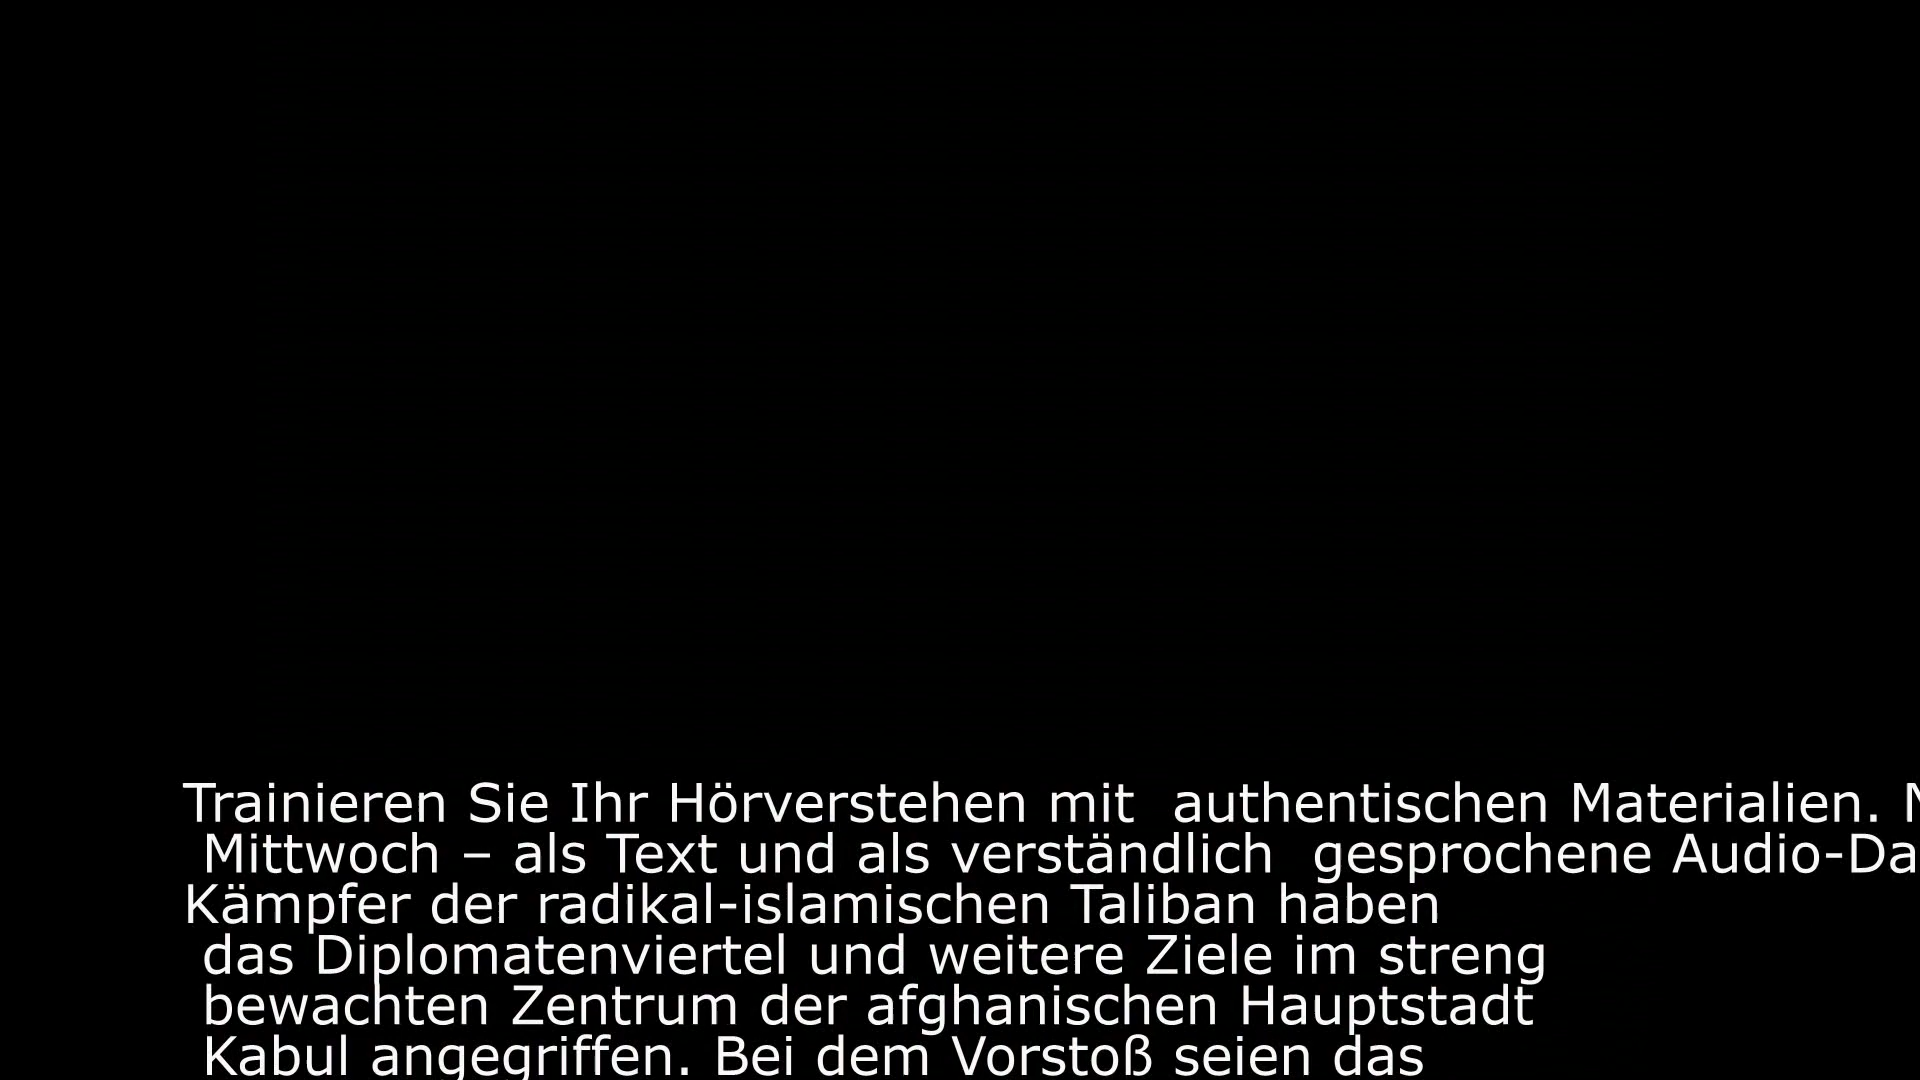 Trainieren Sie Ihr Hörverstehen mit  authentischen Materialien.
Mittwoch – als Text und als verständlich  gesprochene
Kämpfer der radikal-islamischen Taliban haben
das Diplomatenviertel und weitere Ziele im streng
bewachten Zentrum der afghanischen Hauptstadt
Kabul angegriffen. Bei dem Vorstoß seien das